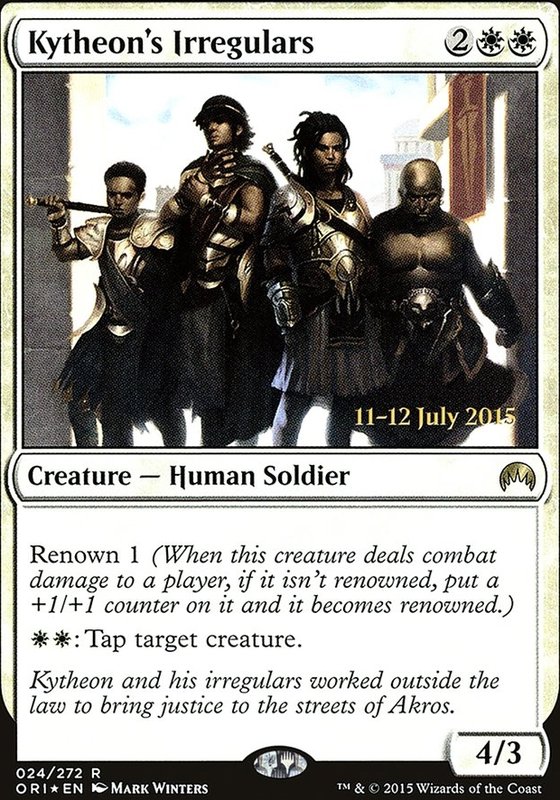 Kytheon's Irregulars 2
11–12 July 2015
Creature — Human Soldier
Renown 1 (When this creature deals combat
damage to a player, if it isn't renowned, put a
+1/+1 counter on it and it becomes renowned.)
: Tap target creature.
Kytheon and his irregulars worked outside the
law to bring justice to the streets of Akros.
4/3
024/272 R
ORI★EN Mark Winters
™ & © 2015 Wizards of the Coast